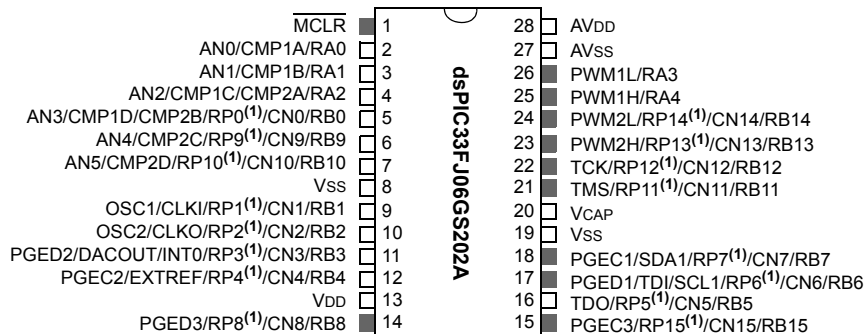 MCLR 1 28 AVDD
AN0/CMP1A/RA0 2 27 AVSS
AN1/CMP1B/RA1 3 26 PWM1L/RA3
AN2/CMP1C/CMP2A/RA2 4 25 PWM1H/RA4
AN3/CMP1D/CMP2B/RP0(1)/CN0/RB0 5 24 PWM2L/RP14(1)/CN14/RB14
AN4/CMP2C/RP9(1)/CN9/RB9 6 23 PWM2H/RP13(1)/CN13/RB13
AN5/CMP2D/RP10(1)/CN10/RB10 7 22 TCK/RP12(1)/CN12/RB12
VSS 8 21 TMS/RP11(1)/CN11/RB11
OSC1/CLKI/RP1(1)/CN1/RB1 9 20 VCAP
OSC2/CLKO/RP2(1)/CN2/RB2 10 19 VSS
PGED2/DACOUT/INT0/RP3(1)/CN3/RB3 11 18 PGEC1/SDA1/RP7(1)/CN7/RB7
PGEC2/EXTREF/RP4(1)/CN4/RB4 12 17 PGED1/TDI/SCL1/RP6(1)/CN6/RB6
VDD 13 16 TDO/RP5(1)/CN5/RB5
PGED3/RP8(1)/CN8/RB8 14 15 PGEC3/RP15(1)/CN15/RB15
dsPIC33FJ06GS202A